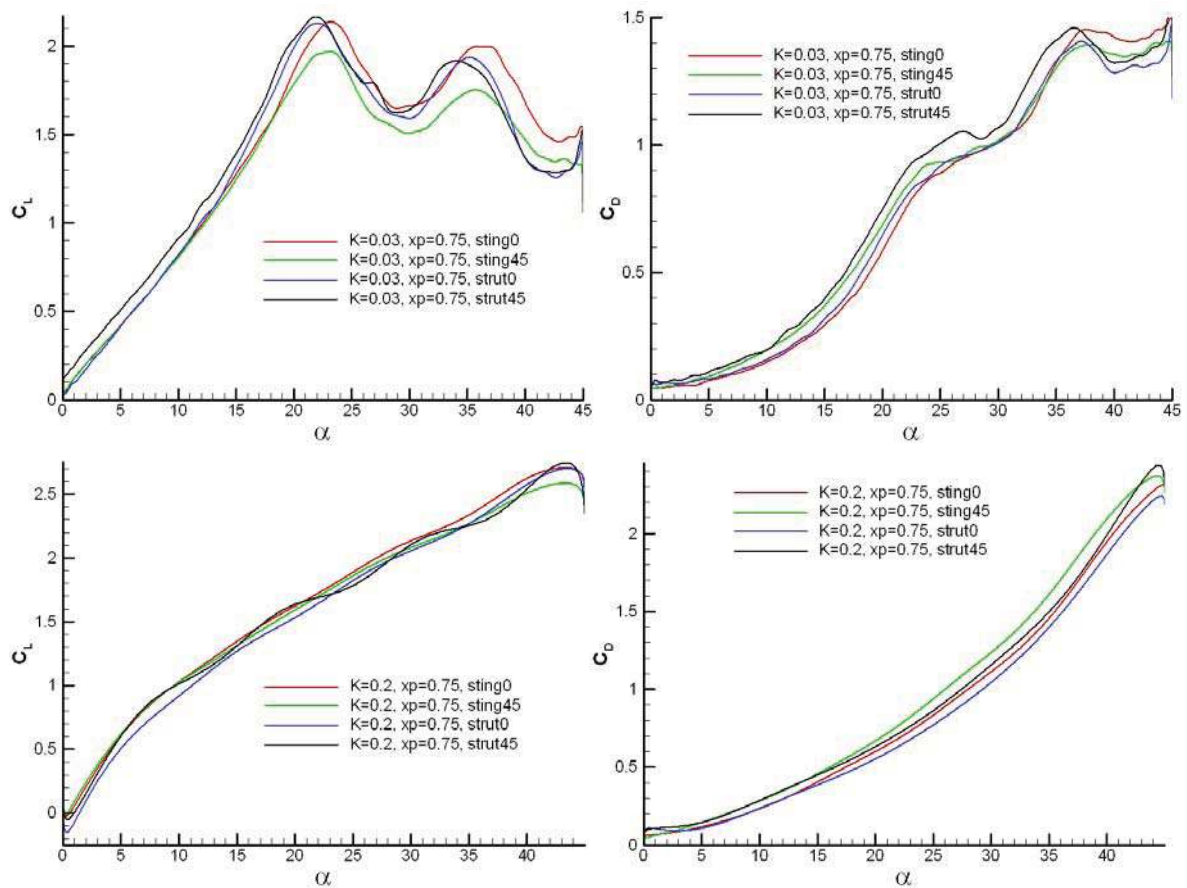 2
1.5
1
0.5
0
C_L
K=0.03, xp=0.75, sting0
K=0.03, xp=0.75, sting45
K=0.03, xp=0.75, strut0
K=0.03, xp=0.75, strut45
0 5 10 15 20 25 30 35 40 45
α
1.5
1
0.5
0
C_D
K=0.03, xp=0.75, sting0
K=0.03, xp=0.75, sting45
K=0.03, xp=0.75, strut0
K=0.03, xp=0.75, strut45
0 5 10 15 20 25 30 35 40 45
α
2.5
2
1.5
1
0.5
0
C_L
K=0.2, xp=0.75, sting0
K=0.2, xp=0.75, sting45
K=0.2, xp=0.75, strut0
K=0.2, xp=0.75, strut45
0 5 10 15 20 25 30 35 40
α
2
1.5
1
0.5
0
C_D
K=0.2, xp=0.75, sting0
K=0.2, xp=0.75, sting45
K=0.2, xp=0.75, strut0
K=0.2, xp=0.75, strut45
0 5 10 15 20 25 30 35 40
α